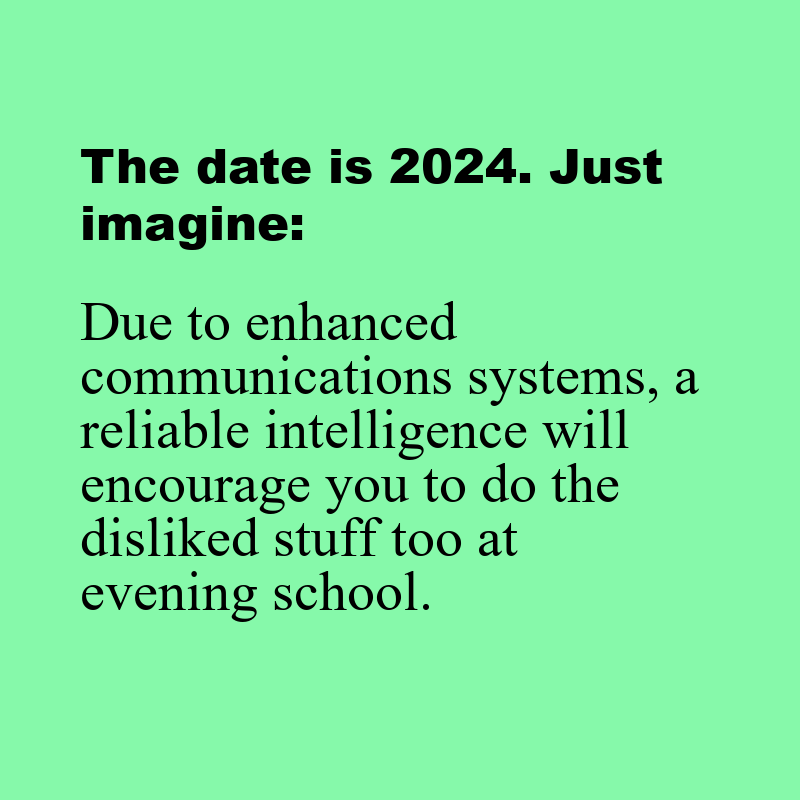 The date is 2024. Just
imagine:
Due to enhanced
communications systems, a
reliable intelligence will
encourage you to do the
disliked stuff too at
evening school.